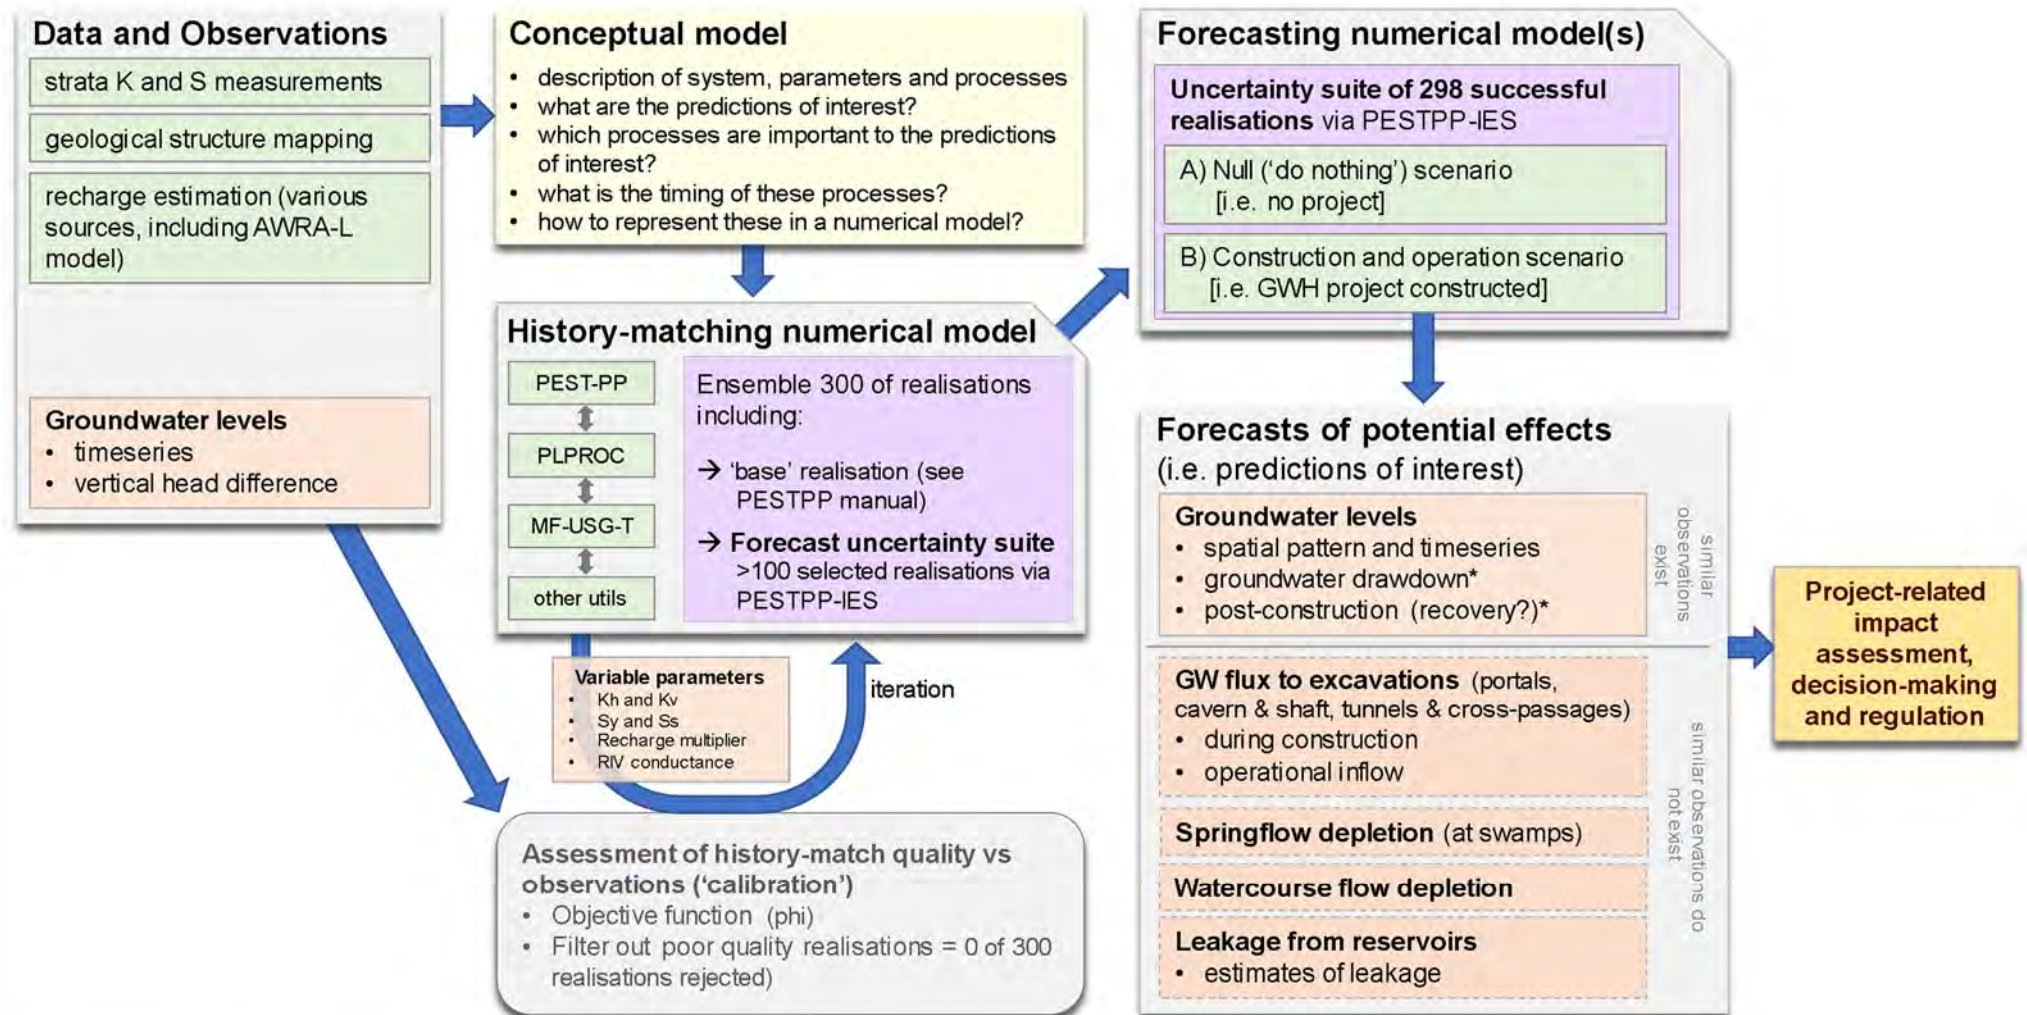 Data and Observations
strata K and S measurements
geological structure mapping
recharge estimation (various
sources, including AWRA-L
model)
Groundwater levels
• timeseries
• vertical head difference
Conceptual model
• description of system, parameters and processes
• what are the predictions of interest?
• which processes are important to the predictions
of interest?
• what is the timing of these processes?
• how to represent these in a numerical model?
History-matching numerical model
PEST-PP
PLPROC
MF-USG-T
other utils
Ensemble 300 of realisations
including:
→ ‘base’ realisation (see
PESTPP manual)
→ Forecast uncertainty suite
>100 selected realisations via
PESTPP-IES
Variable parameters
• Kh and Kv
• Sy and Ss
• Recharge multiplier
• RIV conductance
iteration
Assessment of history-match quality vs
observations (‘calibration’)
• Objective function (phi)
• Filter out poor quality realisations = 0 of 300
realisations rejected)
Forecasting numerical model(s)
Uncertainty suite of 298 successful
realisations via PESTPP-IES
A) Null (‘do nothing’) scenario
[i.e. no project]
B) Construction and operation scenario
[i.e. GWH project constructed]
Forecasts of potential effects
(i.e. predictions of interest)
Groundwater levels
• spatial pattern and timeseries
• groundwater drawdown*
• post-construction (recovery?)*
similar
observations
exist
GW flux to excavations (portals,
cavern & shaft, tunnels & cross-passages)
• during construction
• operational inflow
Springflow depletion (at swamps)
Watercourse flow depletion
Leakage from reservoirs
• estimates of leakage
similar observations do
not exist
Project-related
impact
assessment,
decision-making
and regulation